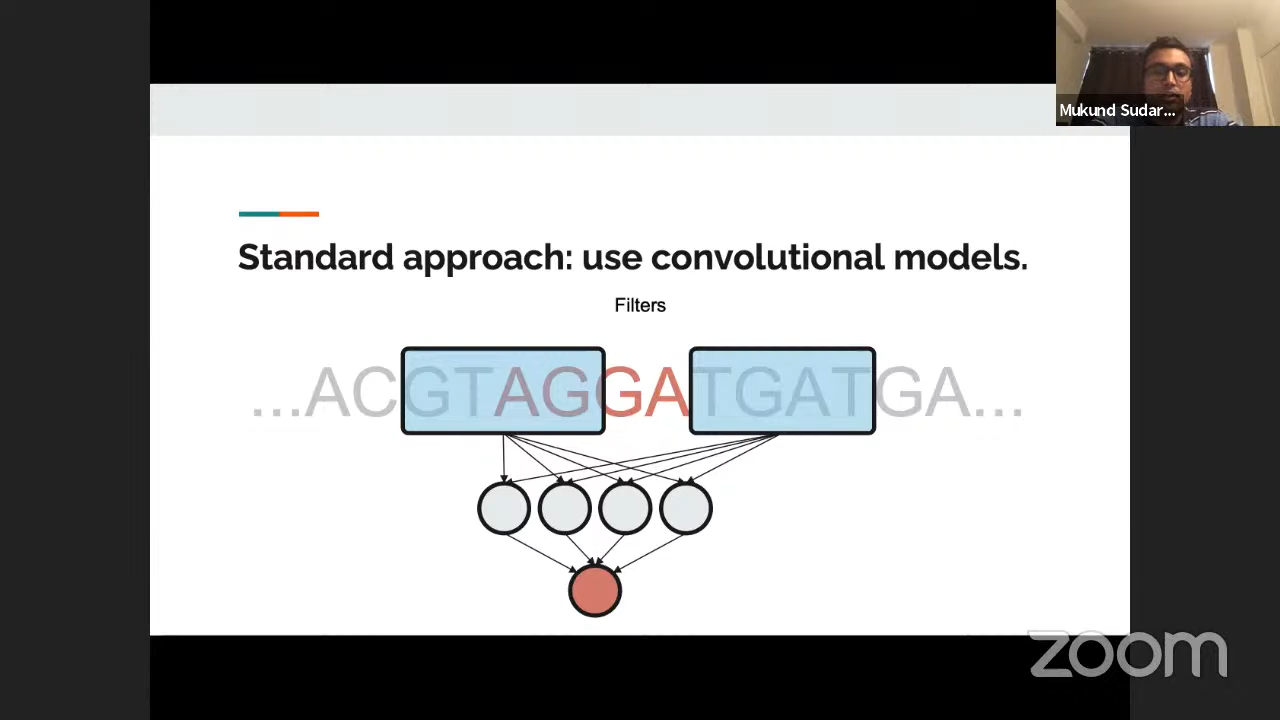 Mukund Sudar...
Standard approach: use convolutional models.
Filters
...ACGTAGGATGATGA...
zoom